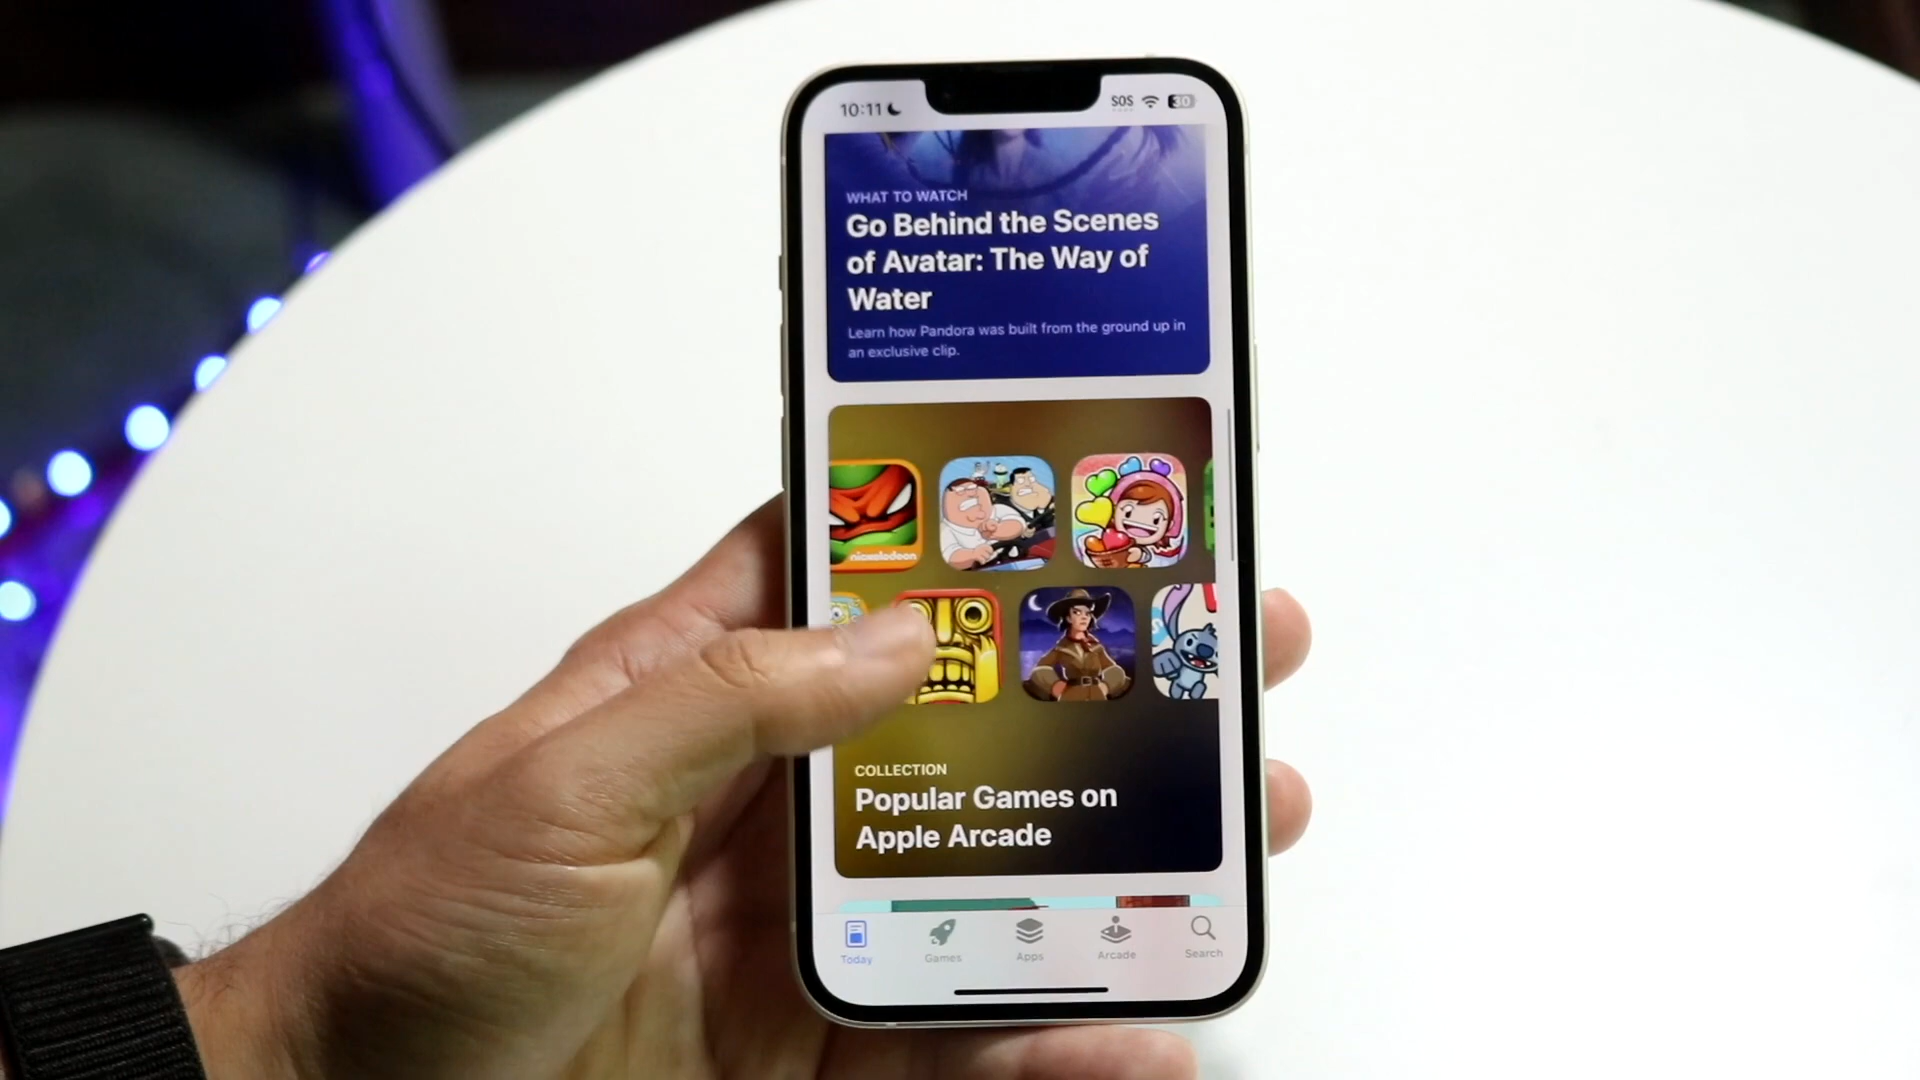 10:11
SOS
30
WHAT TO WATCH
Go Behind the Scenes
of Avatar: The Way of
Water
Learn how Pandora was built from the ground up in
an exclusive clip.
nickelodeon
COLLECTION
Popular Games on
Apple Arcade
Today
Games
Apps
Arcade
Search